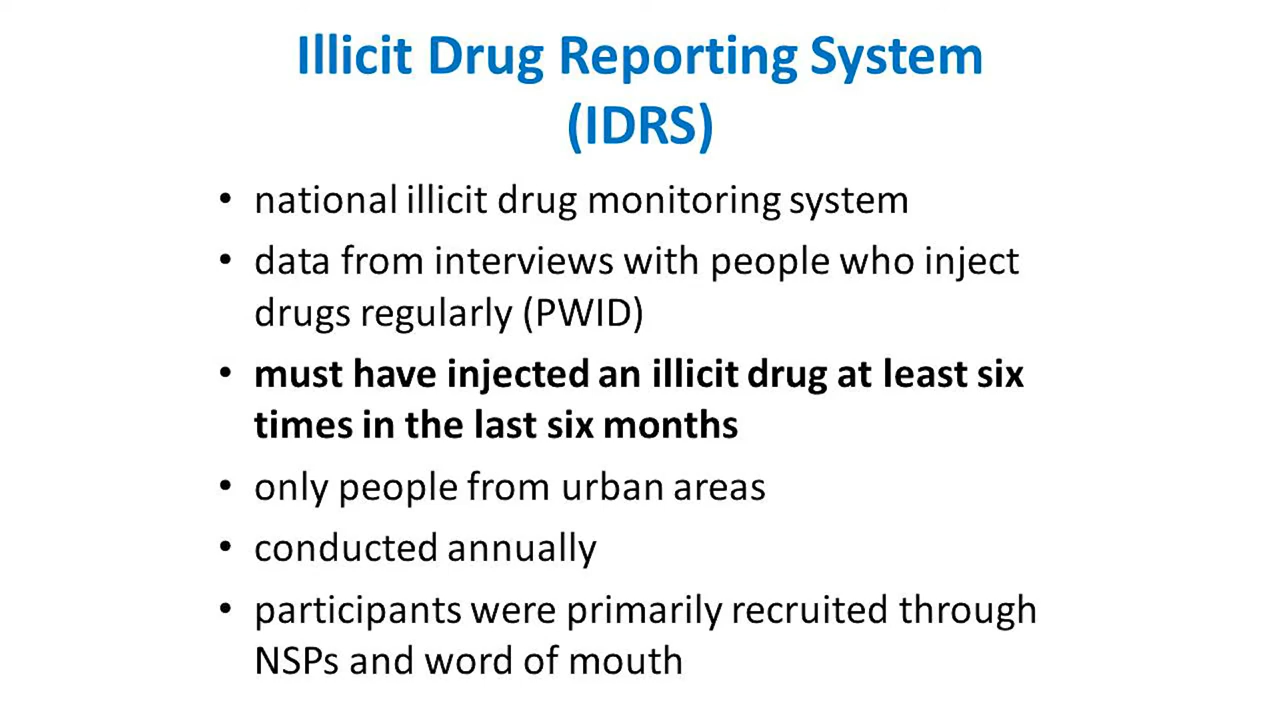 Illicit Drug Reporting System
(IDRS)
• national illicit drug monitoring system
• data from interviews with people who inject
drugs regularly (PWID)
• must have injected an illicit drug at least six
times in the last six months
• only people from urban areas
• conducted annually
• participants were primarily recruited through
NSPs and word of mouth